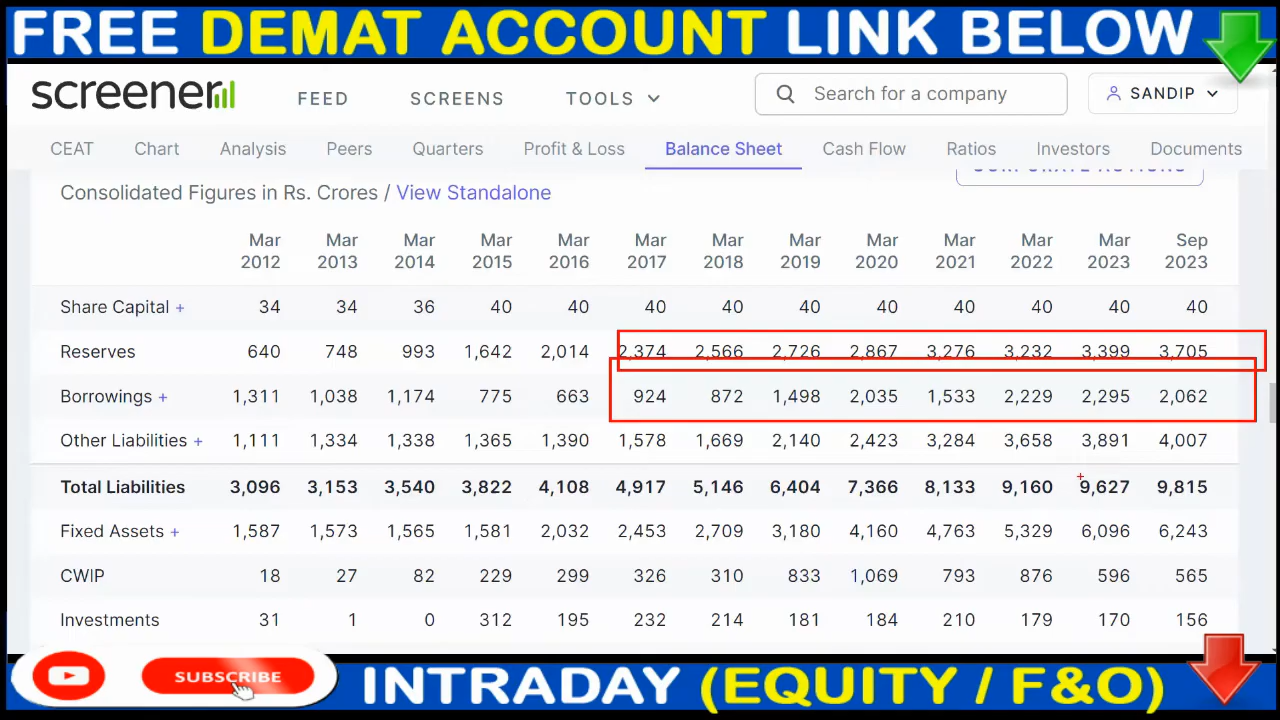 FREE DEMAT ACCOUNT LINK BELOW
screener FEED SCREENS TOOLS Search for a company SANDIP
CEAT Chart Analysis Peers Quarters Profit & Loss Balance Sheet Cash Flow Ratios Investors Documents
Consolidated Figures in Rs. Crores / View Standalone CORPORATE ACTIONS
Mar Mar Mar Mar Mar Mar Mar Mar Mar Mar Mar Mar Sep
2012 2013 2014 2015 2016 2017 2018 2019 2020 2021 2022 2023 2023
Share Capital + 34 34 36 40 40 40 40 40 40 40 40 40 40
Reserves 640 748 993 1,642 2,014 2,374 2,566 2,726 2,867 3,276 3,232 3,399 3,705
Borrowings + 1,311 1,038 1,174 775 663 924 872 1,498 2,035 1,533 2,229 2,295 2,062
Other Liabilities + 1,111 1,334 1,338 1,365 1,390 1,578 1,669 2,140 2,423 3,284 3,658 3,891 4,007
Total Liabilities 3,096 3,153 3,540 3,822 4,108 4,917 5,146 6,404 7,366 8,133 9,160 9,627 9,815
Fixed Assets + 1,587 1,573 1,565 1,581 2,032 2,453 2,709 3,180 4,160 4,763 5,329 6,096 6,243
CWIP 18 27 82 229 299 326 310 833 1,069 793 876 596 565
Investments 31 1 0 312 195 232 214 181 184 210 179 170 156
SUBSCRIBE
INTRADAY (EQUITY / F&O)